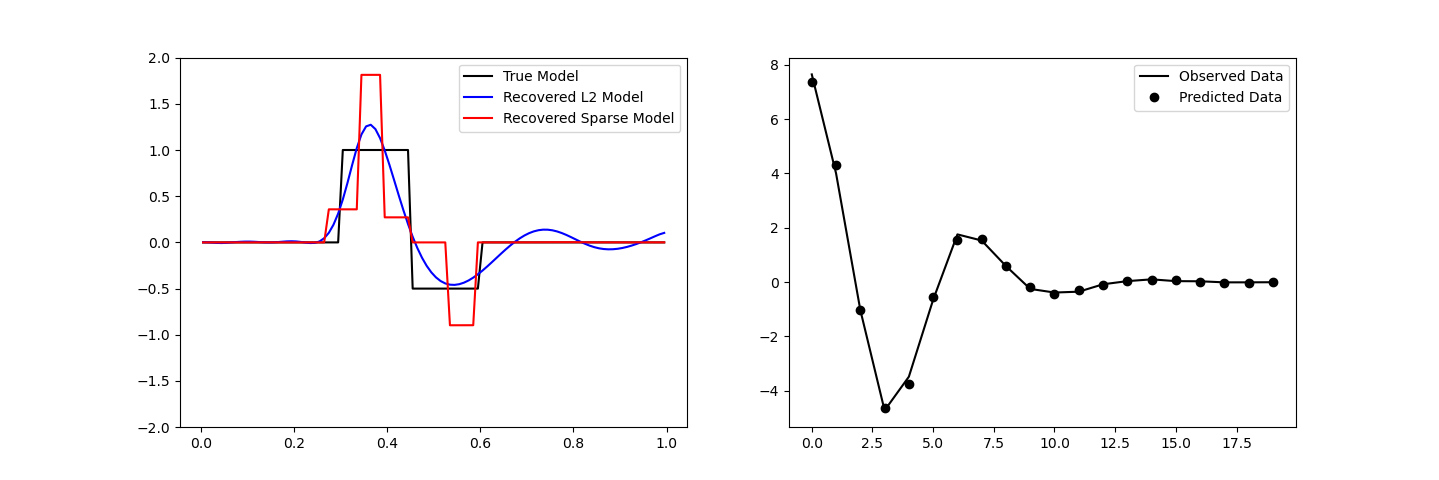 2.0
1.5
1.0
0.5
0.0
−0.5
−1.0
−1.5
−2.0
0.0 0.2 0.4 0.6 0.8 1.0
True Model
Recovered L2 Model
Recovered Sparse Model
8
6
4
2
0
−2
−4
0.0 2.5 5.0 7.5 10.0 12.5 15.0 17.5
Observed Data
Predicted Data